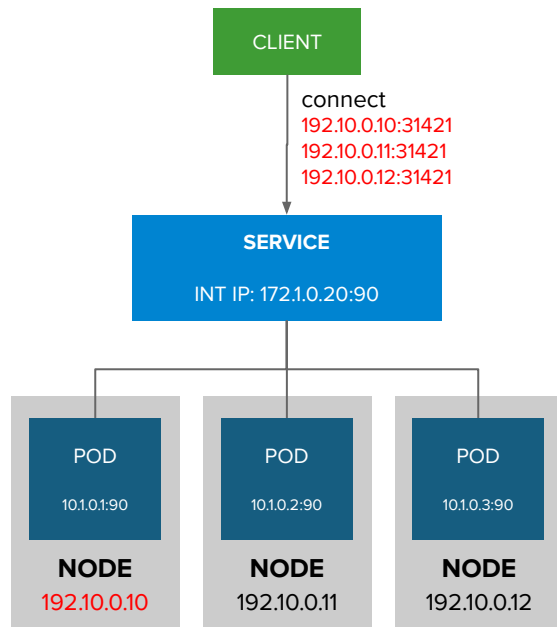 CLIENT
connect
192.10.0.10:31421
192.10.0.11:31421
192.10.0.12:31421
SERVICE
INT IP: 172.1.0.20:90
POD
10.1.0.1:90
NODE
192.10.0.10
POD
10.1.0.2:90
NODE
192.10.0.11
POD
10.1.0.3:90
NODE
192.10.0.12